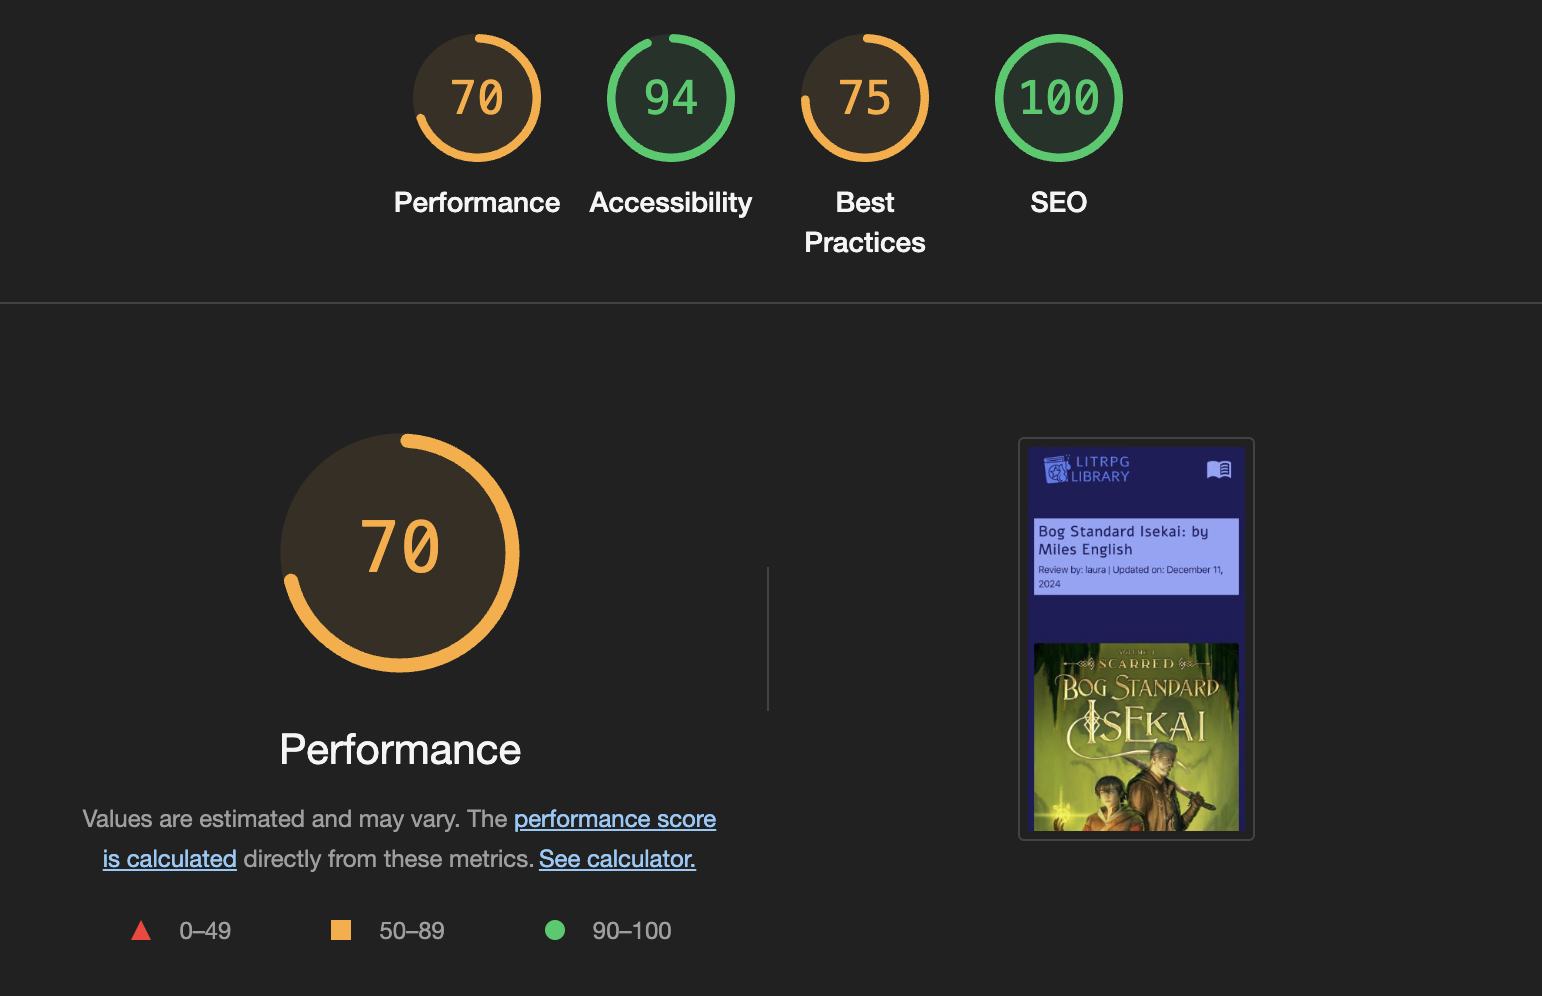 70
94
75
100
Performance
Accessibility
Best
Practices
SEO
70
Performance
Values are estimated and may vary. The performance score
is calculated directly from these metrics. See calculator.
0–49
50–89
90–100
LITRPG
LIBRARY
Bog Standard Isekai: by
Miles English
Review by: laura | Updated on: December 11,
2024
SCARRED
BOG STANDARD
ISEKAI